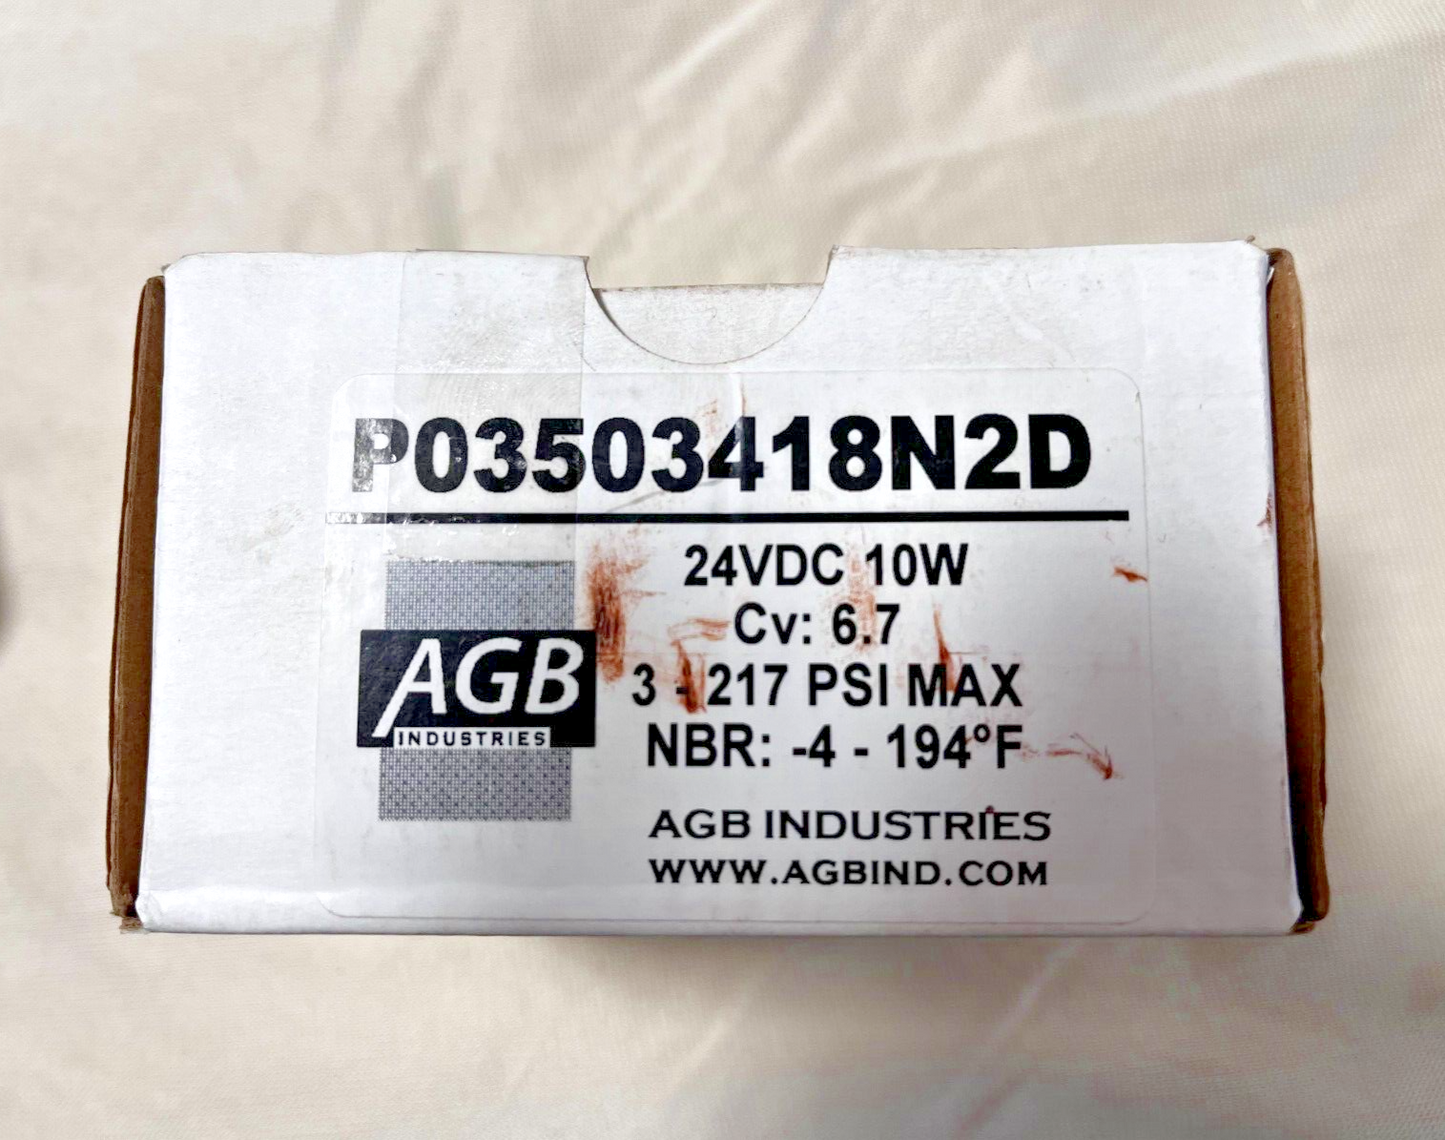 P03503418N2D
24VDC 10W
Cv: 6.7
3 - 217 PSI MAX
NBR: -4 - 194°F
AGB
INDUSTRIES
AGB INDUSTRIES
WWW.AGBIND.COM